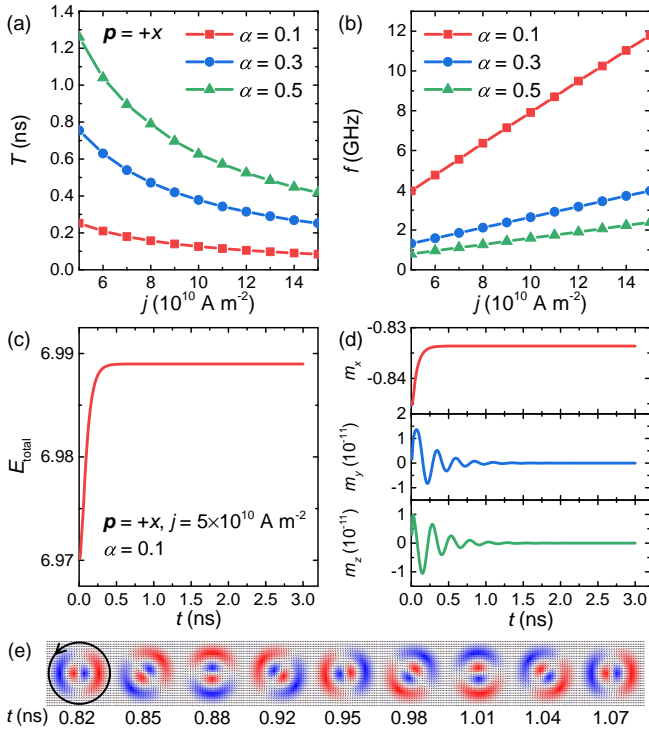 (a)
p = +x
α = 0.1
α = 0.3
α = 0.5
1.4
1.2
1.0
0.8
0.6
0.4
0.2
0.0
T (ns)
6 8 10 12 14
j (10¹⁰ A m⁻²)
(b)
α = 0.1
α = 0.3
α = 0.5
12
10
8
6
4
2
0
f (GHz)
6 8 10 12 14
j (10¹⁰ A m⁻²)
(c)
6.99
6.98
6.97
E_total
p = +x, j = 5×10¹⁰ A m⁻²
α = 0.1
0.0 0.5 1.0 1.5 2.0 2.5 3.0
t (ns)
(d)
-0.83
-0.84
m_x
2
1
0
-1
m_y (10⁻¹¹)
1
0
-1
m_z (10⁻¹¹)
0.0 0.5 1.0 1.5 2.0 2.5 3.0
t (ns)
(e)
t (ns) 0.82 0.85 0.88 0.92 0.95 0.98 1.01 1.04 1.07